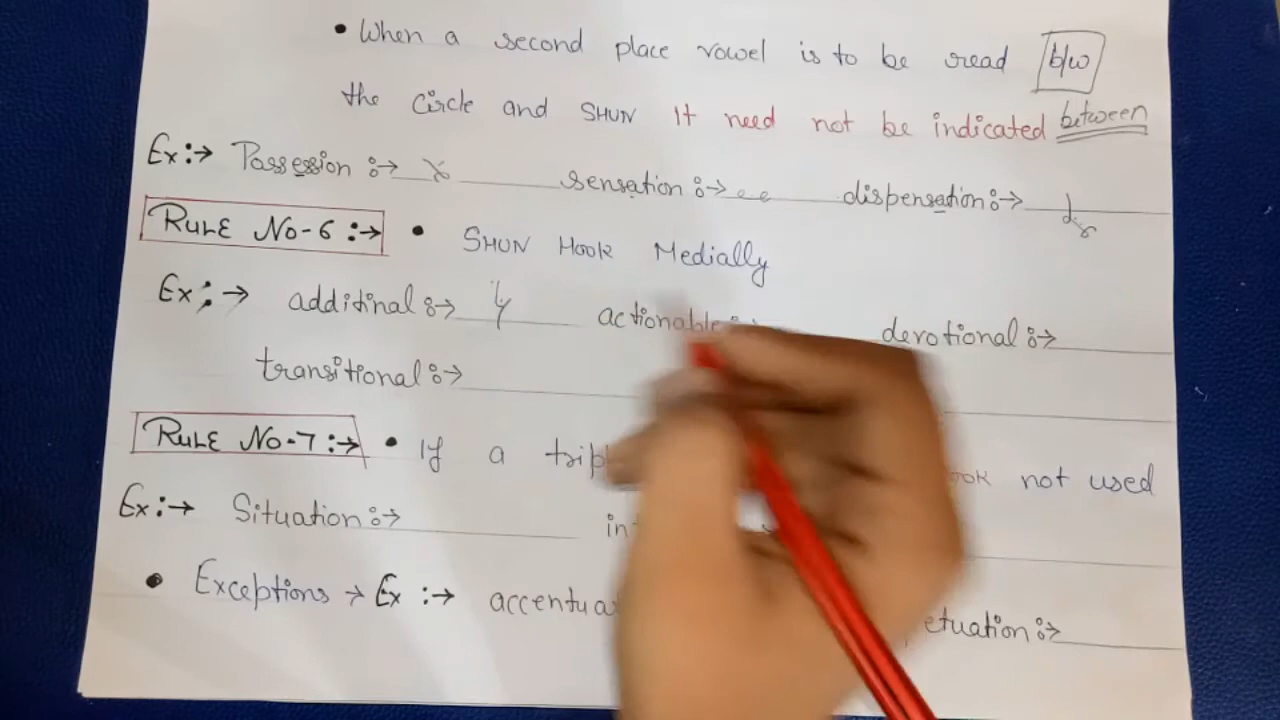 • When a second place vowel is to be read b/w
the Circle and SHUN It need not be indicated between
Ex:→ Possession :→ sensation :→ dispensation :→
RULE No-6 :→ • SHUN Hook Medially
Ex:→ additinal :→ actionable : devotional :→
transitional :→
RULE No-7 :→ • If a not used
Ex:→ Situation :→
• Exceptions → Ex :→